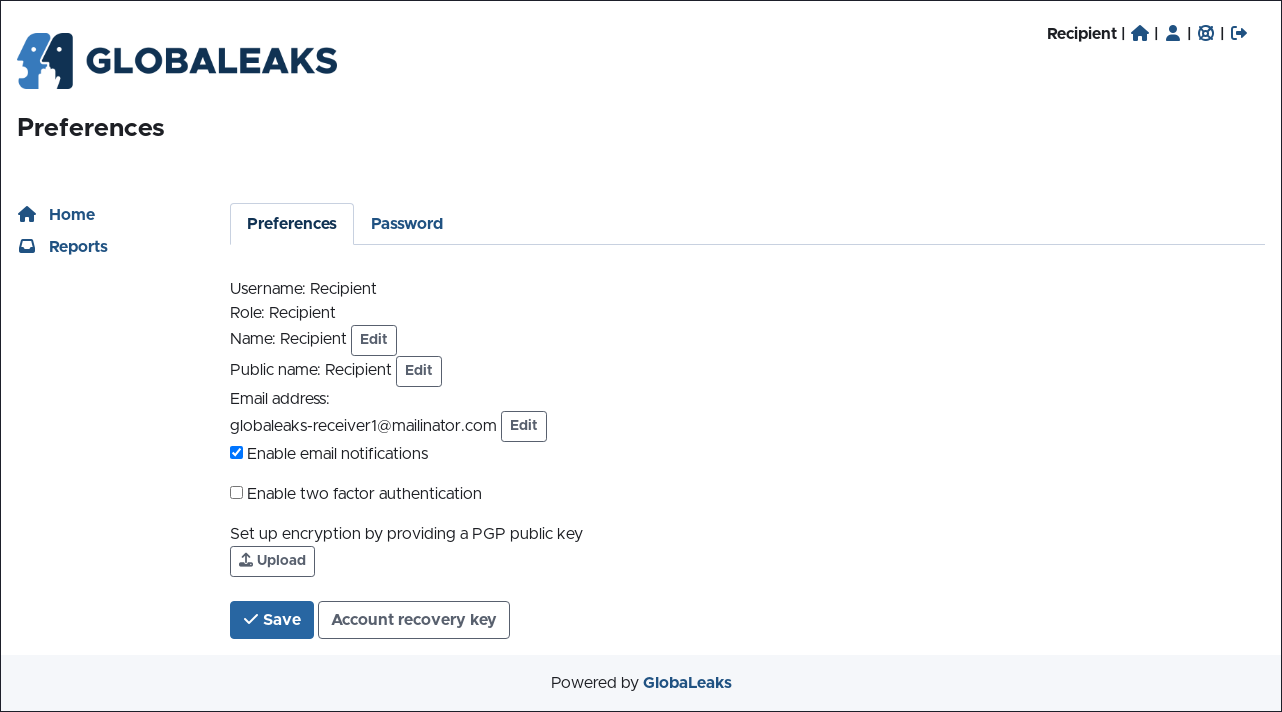 GLOBALEAKS
Recipient | | | |
Preferences
Home
Reports
Preferences Password
Username: Recipient
Role: Recipient
Name: Recipient Edit
Public name: Recipient Edit
Email address:
globaleaks-receiver1@mailinator.com Edit
Enable email notifications
Enable two factor authentication
Set up encryption by providing a PGP public key
Upload
Save Account recovery key
Powered by GlobaLeaks